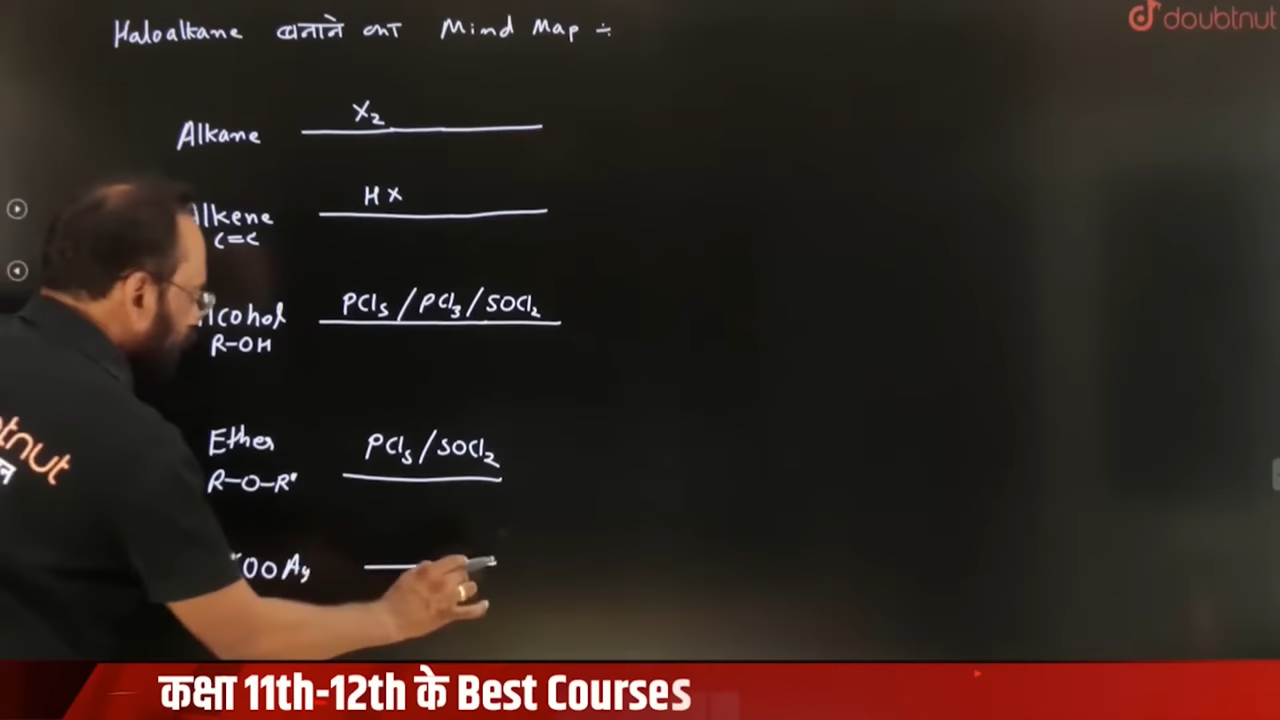 Haloalkane बनाने का Mind Map ÷
doubtnut
Alkane X₂
lkene HX
C=C
lcohol PCl₅ / PCl₃ / SOCl₂
R-OH
Ether PCl₅ / SOCl₂
R-O-R'
OOAg
tnut
कक्षा 11th-12th के Best Courses